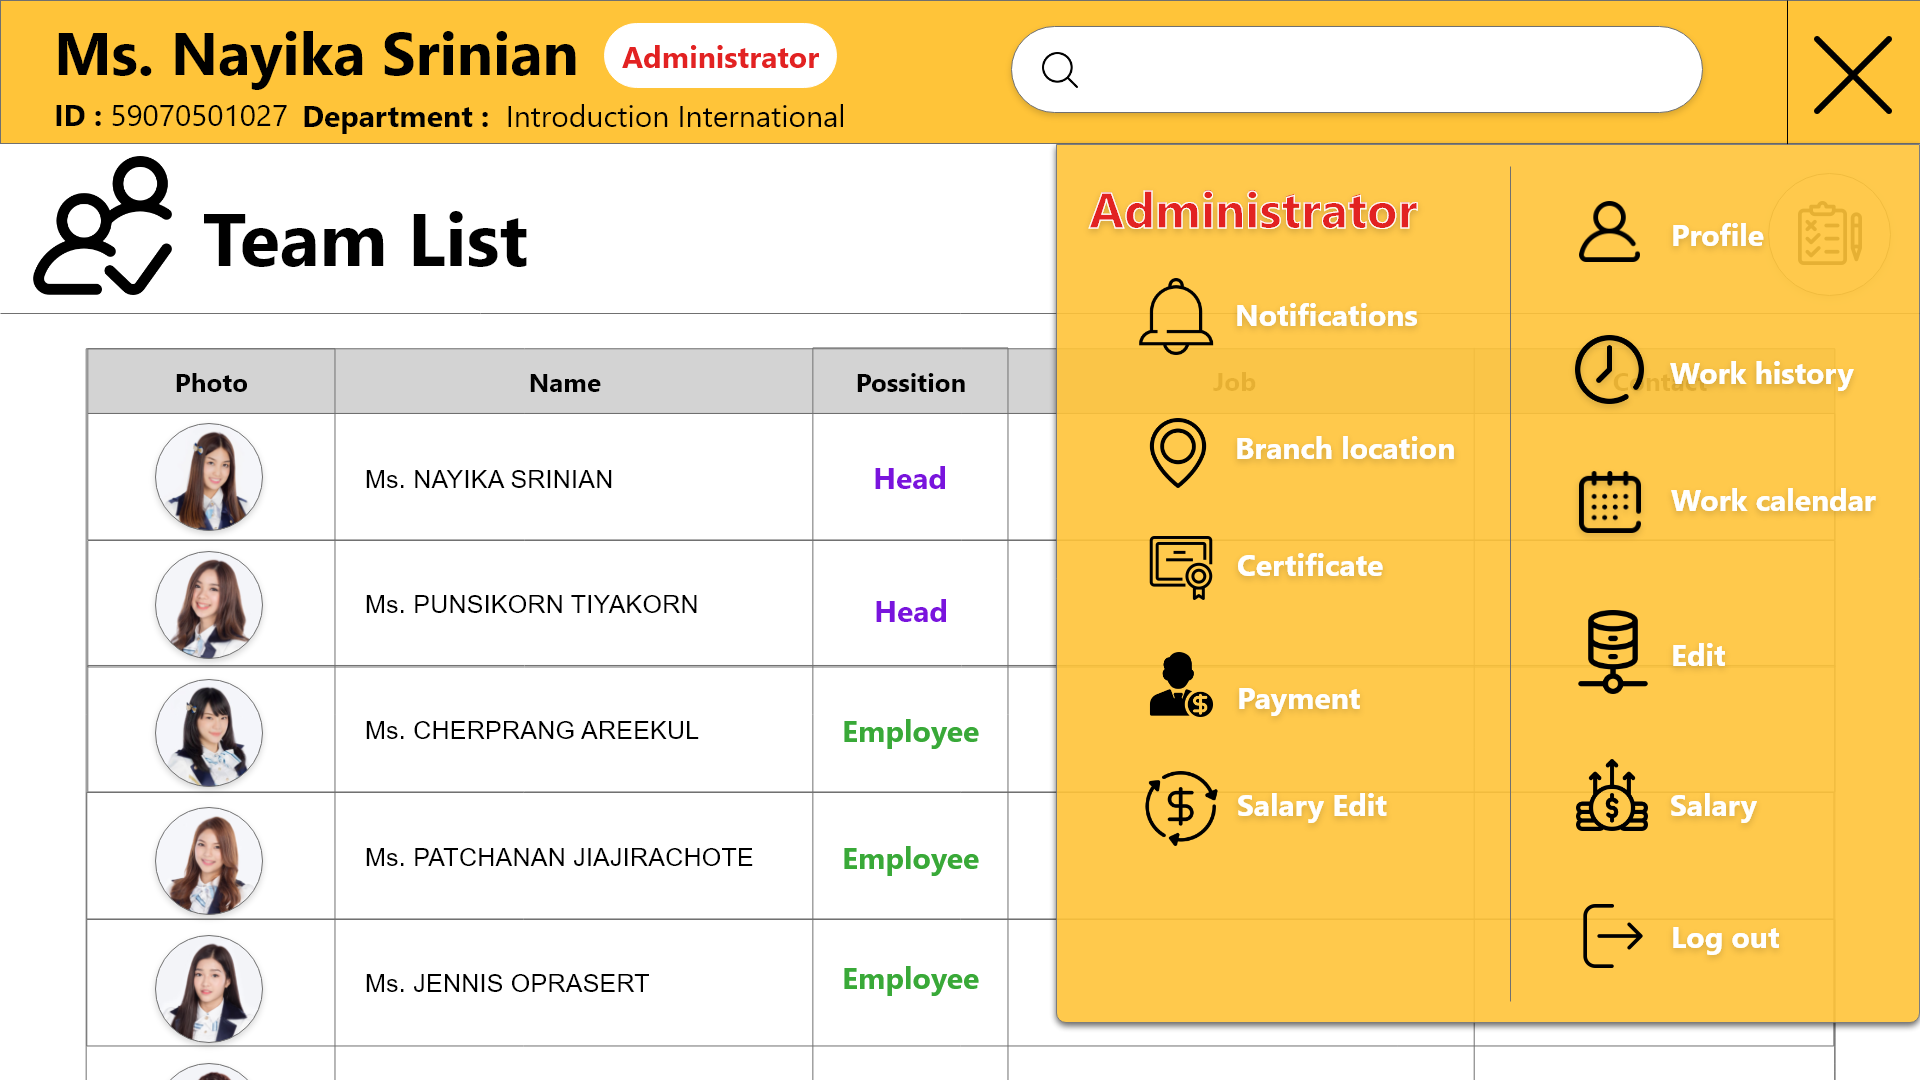 Ms. Nayika Srinian Administrator
ID : 59070501027 Department : Introduction International
Team List
Photo Name Possition Job Contact
Ms. NAYIKA SRINIAN Head
Ms. PUNSIKORN TIYAKORN Head
Ms. CHERPRANG AREEKUL Employee
Ms. PATCHANAN JIAJIRACHOTE Employee
Ms. JENNIS OPRASERT Employee
Administrator
Notifications
Branch location
Certificate
Payment
Salary Edit
Profile
Work history
Work calendar
Edit
Salary
Log out